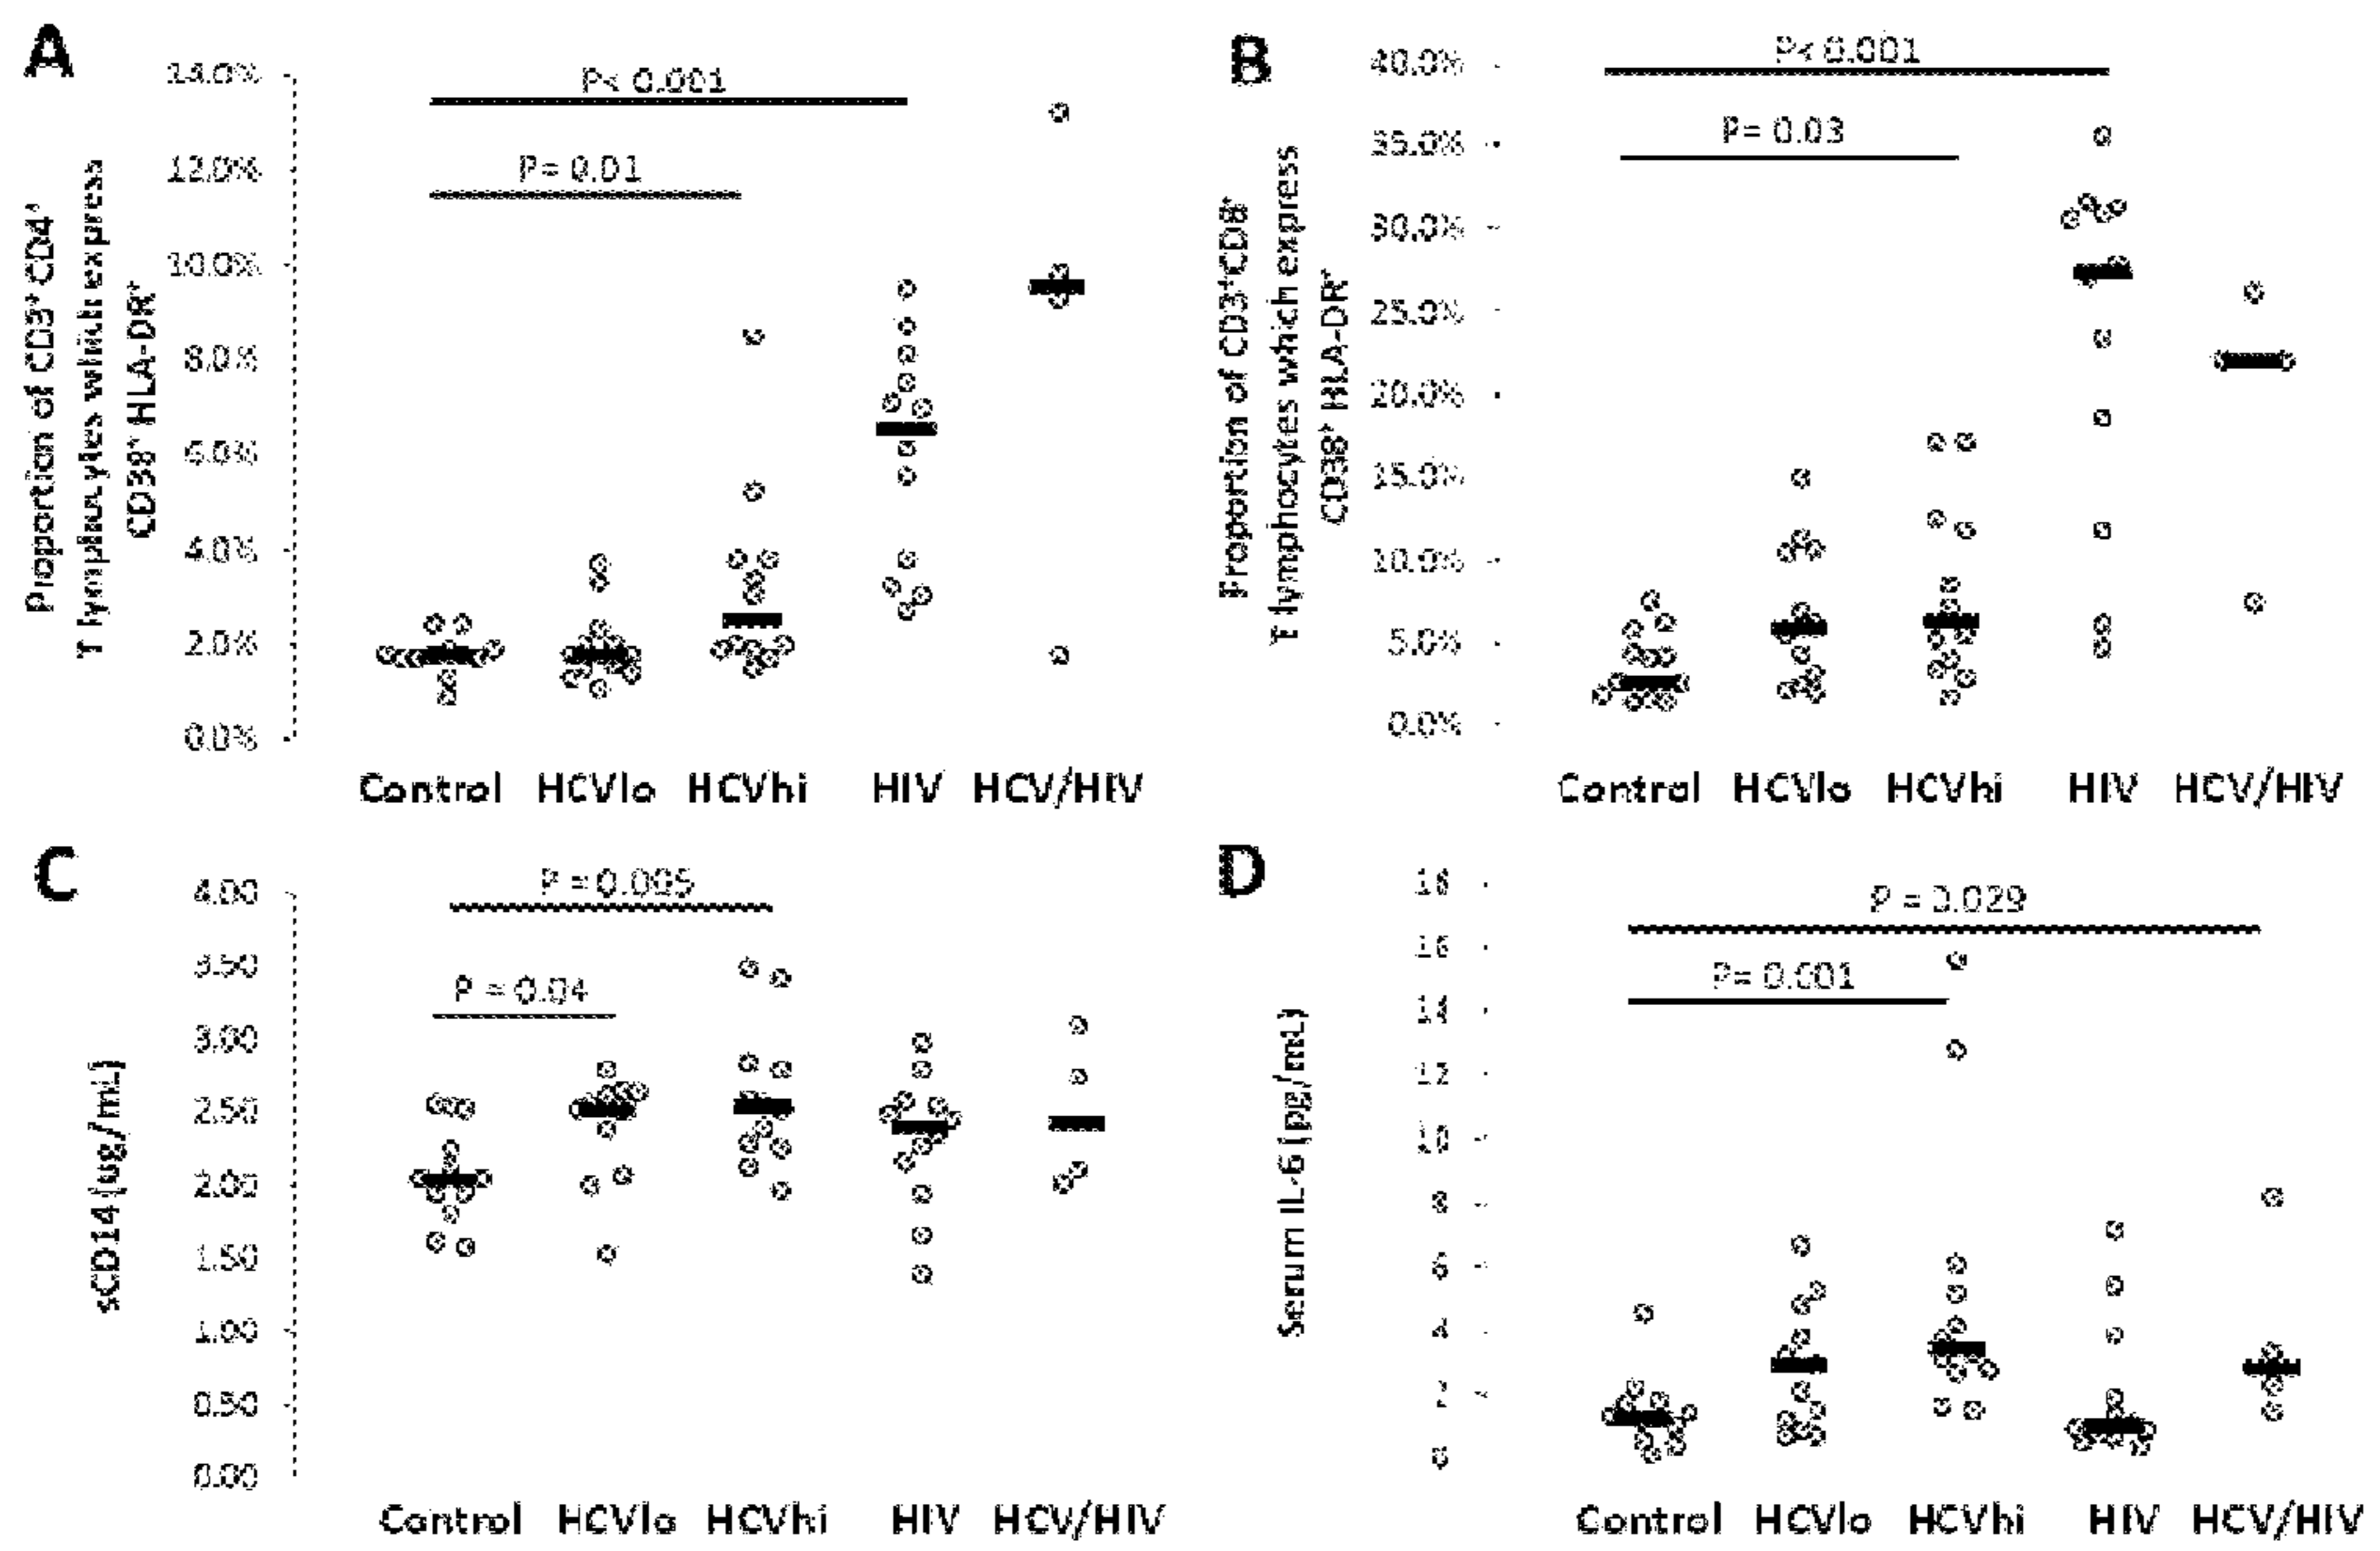 A
14.0%
12.0%
10.0%
8.0%
6.0%
4.0%
2.0%
0.0%
Proportion of CD3⁺ CD4⁺
T lymphocytes which express
CD38⁺ HLA-DR⁺
P< 0.001
P= 0.01
Control HCVlo HCVhi HIV HCV/HIV
B
40.0%
35.0%
30.0%
25.0%
20.0%
15.0%
10.0%
5.0%
0.0%
Proportion of CD3⁺CD8⁺
T lymphocytes which express
CD38⁺ HLA-DR⁺
P< 0.001
P= 0.03
Control HCVlo HCVhi HIV HCV/HIV
C
4.00
3.50
3.00
2.50
2.00
1.50
1.00
0.50
0.00
sCD14 (ug/mL)
P = 0.005
P = 0.04
Control HCVlo HCVhi HIV HCV/HIV
D
18
16
14
12
10
8
6
4
2
0
Serum IL-6 (pg/mL)
P = 0.029
P= 0.001
Control HCVlo HCVhi HIV HCV/HIV